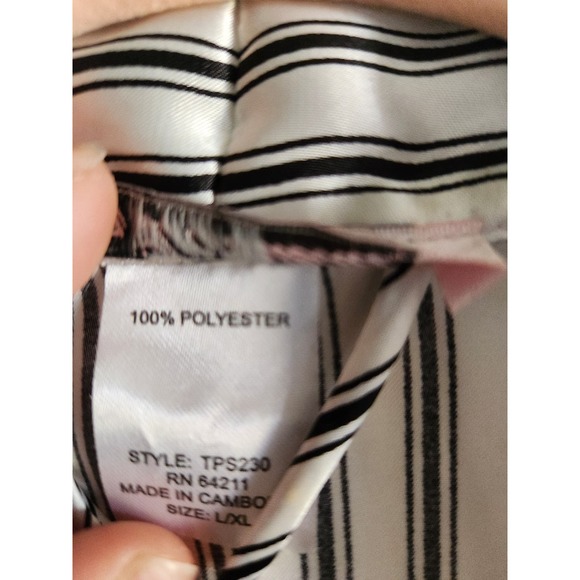 100% POLYESTER
STYLE: TPS230
RN 64211
MADE IN CAMBO
SIZE: L/XL